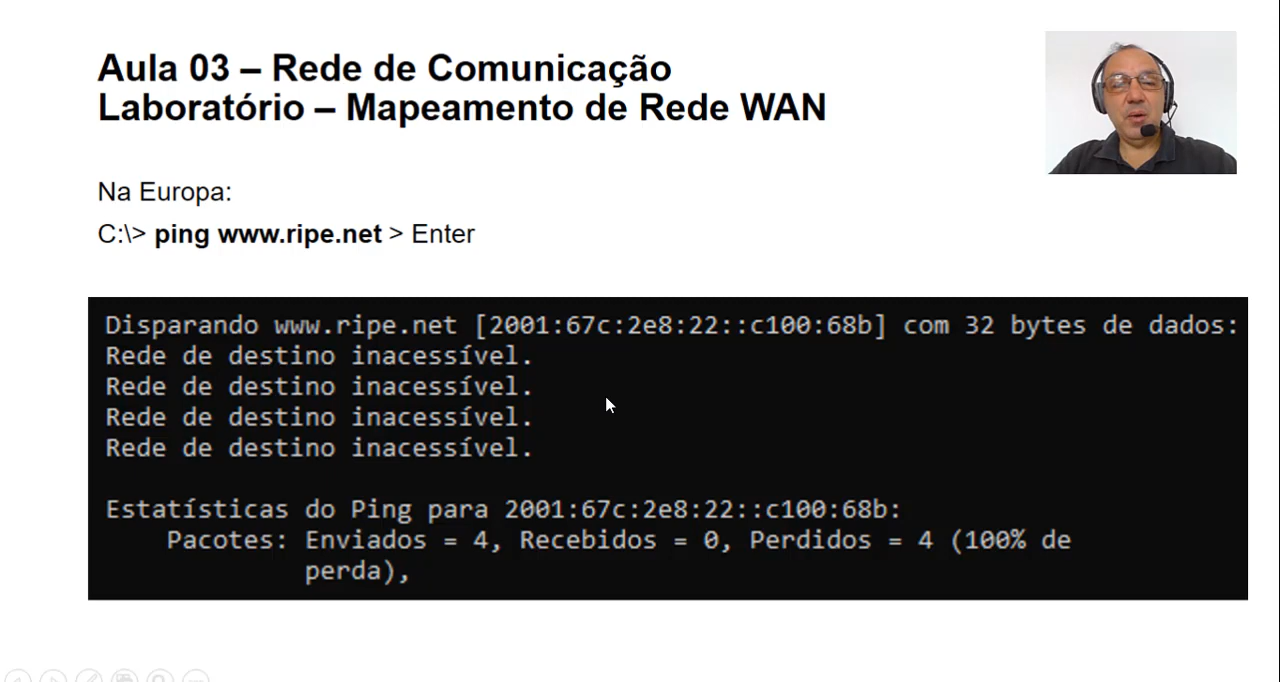 Aula 03 – Rede de Comunicação
Laboratório – Mapeamento de Rede WAN
Na Europa:
C:\> ping www.ripe.net > Enter
Disparando www.ripe.net [2001:67c:2e8:22::c100:68b] com 32 bytes de dados:
Rede de destino inacessível.
Rede de destino inacessível.
Rede de destino inacessível.
Rede de destino inacessível.
Estatísticas do Ping para 2001:67c:2e8:22::c100:68b:
Pacotes: Enviados = 4, Recebidos = 0, Perdidos = 4 (100% de
perda),